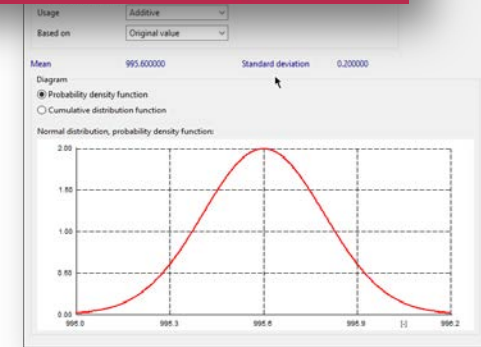 Usage Additive
Based on Original value
Mean 995.600000 Standard deviation 0.200000
Diagram
Probability density function
Cumulative distribution function
Normal distribution, probability density function:
2.00
1.50
1.00
0.50
0.00
995.0 995.3 995.6 995.9 [-] 996.2